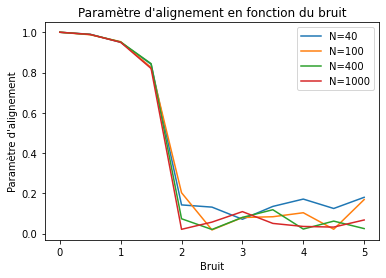 Paramètre d'alignement en fonction du bruit
Paramètre d'alignement
1.0
0.8
0.6
0.4
0.2
0.0
N=40
N=100
N=400
N=1000
0 1 2 3 4 5
Bruit